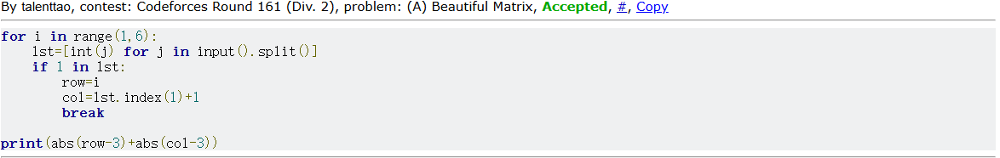 By talenttao, contest: Codeforces Round 161 (Div. 2), problem: (A) Beautiful Matrix, Accepted, #, Copy
for i in range(1,6):
    lst=[int(j) for j in input().split()]
    if 1 in lst:
        row=i
        col=lst.index(1)+1
        break
print(abs(row-3)+abs(col-3))